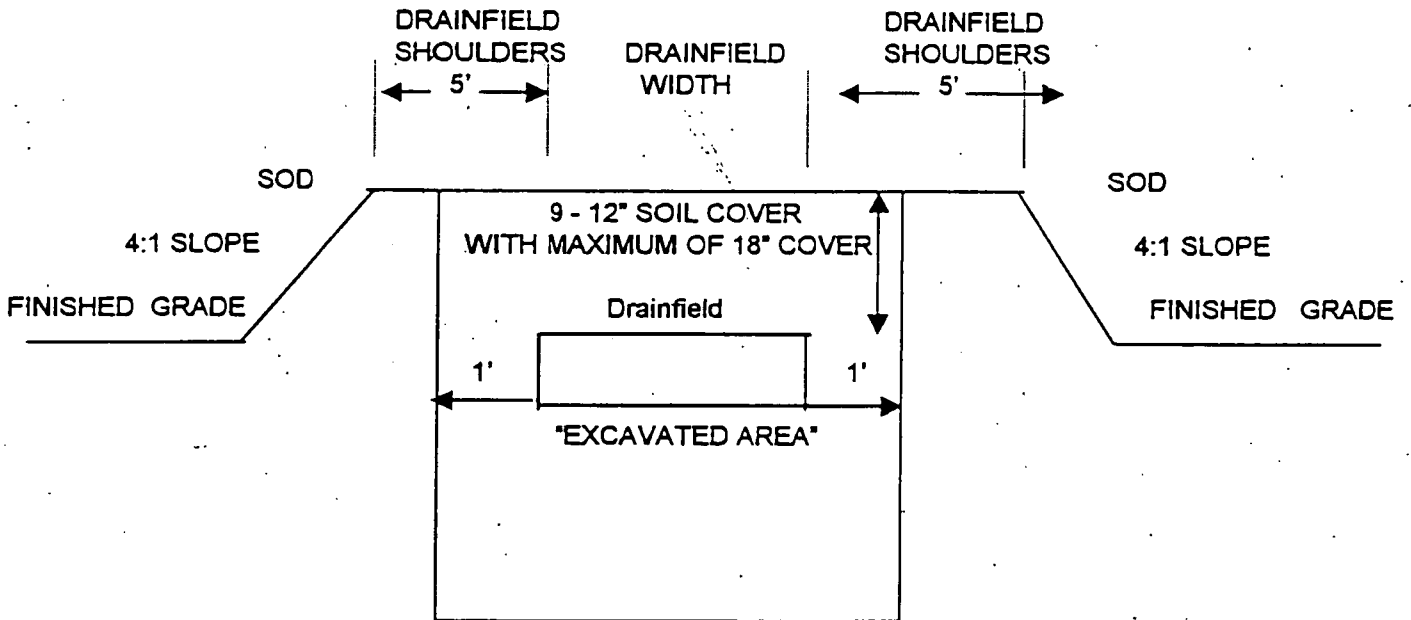 DRAINFIELD
SHOULDERS
5'
DRAINFIELD
WIDTH
DRAINFIELD
SHOULDERS
5'
SOD
SOD
9 - 12" SOIL COVER
WITH MAXIMUM OF 18" COVER
4:1 SLOPE
4:1 SLOPE
FINISHED GRADE
Drainfield
FINISHED GRADE
1'
1'
"EXCAVATED AREA"